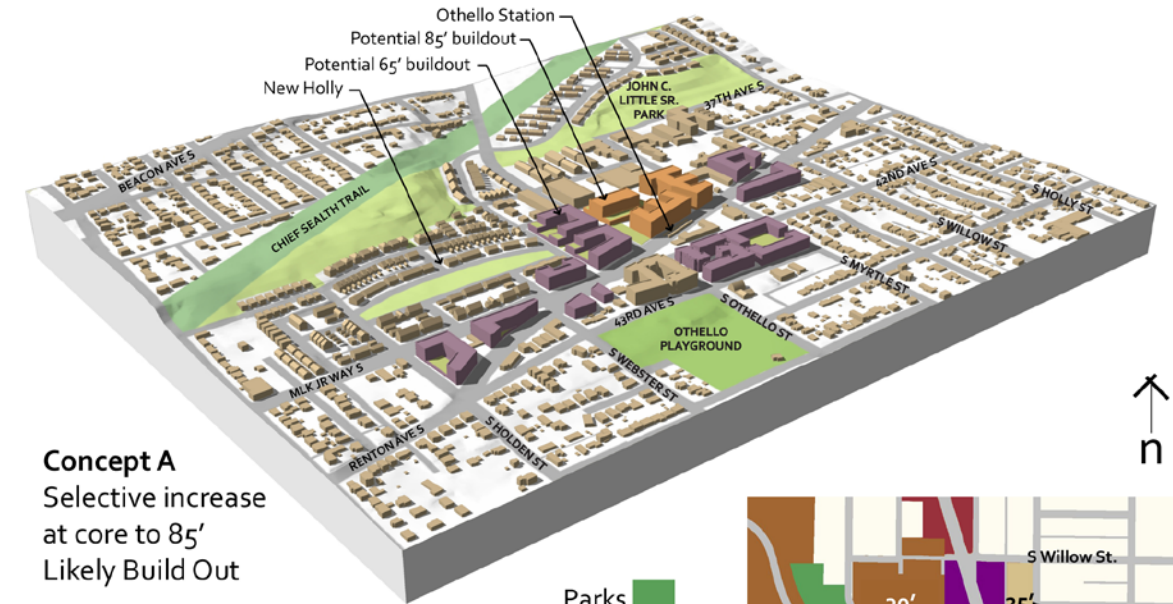 Othello Station
Potential 85' buildout
Potential 65' buildout
New Holly
JOHN C.
LITTLE SR.
PARK
37TH AVE S
BEACON AVE S
CHIEF SEALTH TRAIL
42ND AVE S
S HOLLY ST
S WILLOW ST
S MYRTLE ST
S OTHELLO ST
43RD AVE S
OTHELLO
PLAYGROUND
S WEBSTER ST
MLK JR WAY S
RENTON AVE S
S HOLDEN ST
n
Concept A
Selective increase
at core to 85'
Likely Build Out
S Willow St.
Parks